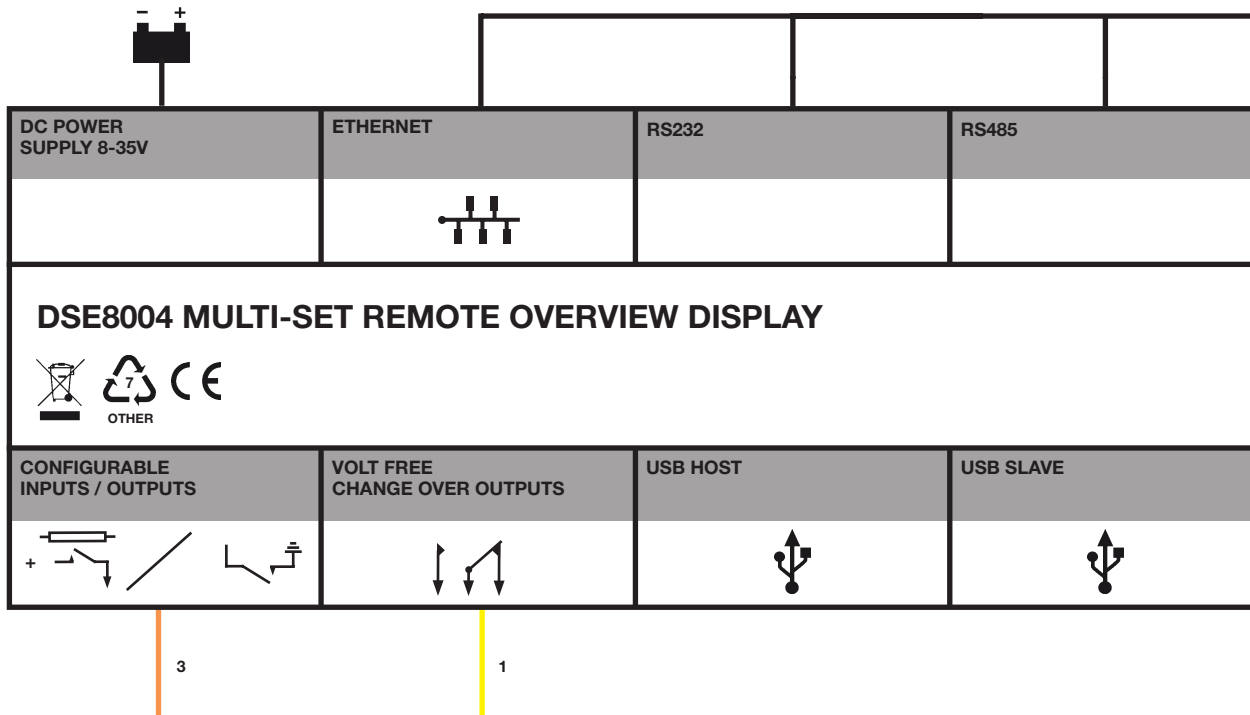 - +
DC POWER
SUPPLY 8-35V
ETHERNET
RS232
RS485
DSE8004 MULTI-SET REMOTE OVERVIEW DISPLAY
7
CE
OTHER
CONFIGURABLE
INPUTS / OUTPUTS
VOLT FREE
CHANGE OVER OUTPUTS
USB HOST
USB SLAVE
+
3
1